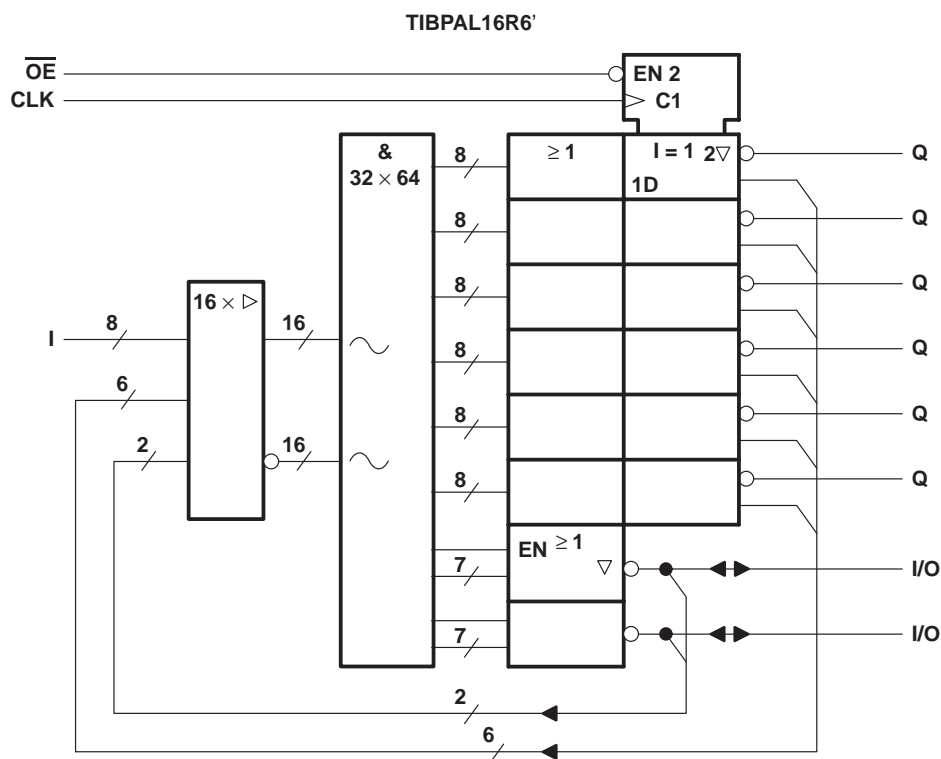 TIBPAL16R6’
OE
EN 2
CLK
C1
&
32 × 64
8
≥ 1
I = 1 2▽
Q
1D
8
Q
8
Q
16 × ▷
I
8
16
8
Q
6
8
Q
2
16
8
Q
EN ≥ 1
▽
7
I/O
7
I/O
2
6